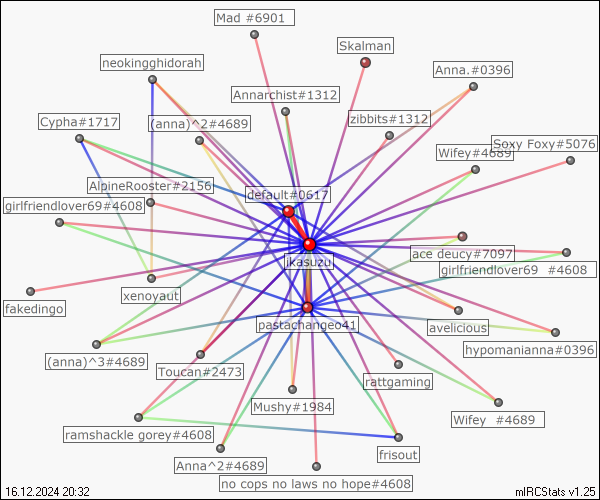 Mad #6901
Skalman
neokingghidorah
Anna.#0396
Annarchist#1312
Cypha#1717
(anna)^2#4689
zibbits#1312
Soxy Foxy#5076
Wifey#4689
AlpineRooster#2156
default#0617
girlfriendlover69#4608
ace deucy#7097
jkasuzu
girlfriendlover69 #4608
xenoyaut
fakedingo
pastachangeo41
avelicious
hypomanianna#0396
(anna)^3#4689
Toucan#2473
rattgaming
Mushy#1984
Wifey #4689
ramshackle gorey#4608
frisout
Anna^2#4689
no cops no laws no hope#4608
16.12.2024 20:32
mIRCStats v1.25